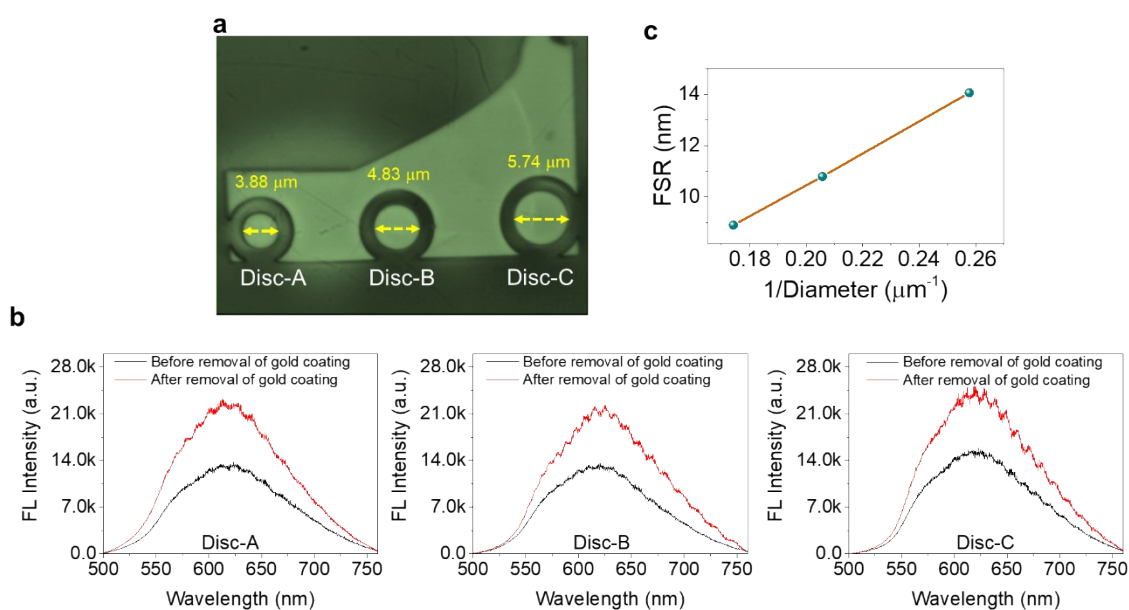 a
3.88 μm
4.83 μm
5.74 μm
Disc-A
Disc-B
Disc-C
c
FSR (nm)
14
12
10
0.18 0.20 0.22 0.24 0.26
1/Diameter (μm⁻¹)
b
FL Intensity (a.u.)
28.0k
21.0k
14.0k
7.0k
0.0
Before removal of gold coating
After removal of gold coating
Disc-A
500 550 600 650 700 750
Wavelength (nm)
FL Intensity (a.u.)
28.0k
21.0k
14.0k
7.0k
0.0
Before removal of gold coating
After removal of gold coating
Disc-B
500 550 600 650 700 750
Wavelength (nm)
FL Intensity (a.u.)
28.0k
21.0k
14.0k
7.0k
0.0
Before removal of gold coating
After removal of gold coating
Disc-C
500 550 600 650 700 750
Wavelength (nm)